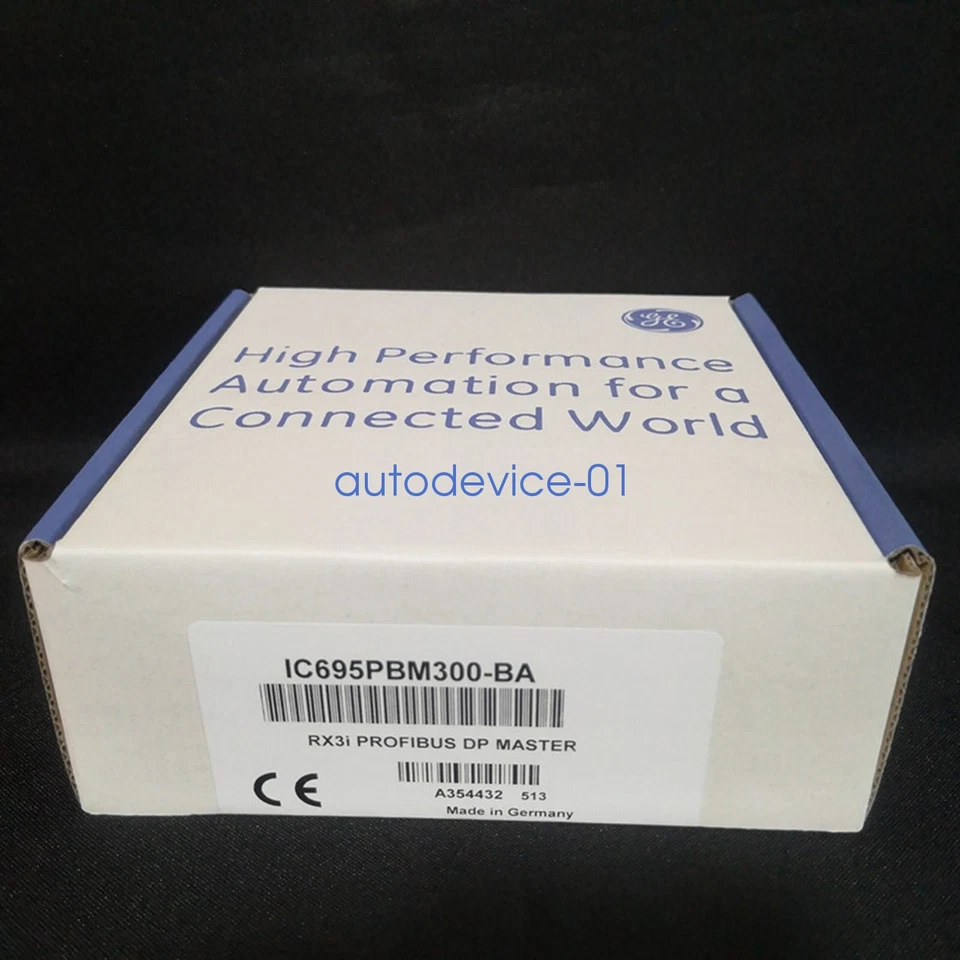 GE
High Performance
Automation for a
Connected World
autodevice-01
IC695PBM300-BA
RX3i PROFIBUS DP MASTER
CE
A354432 513
Made in Germany